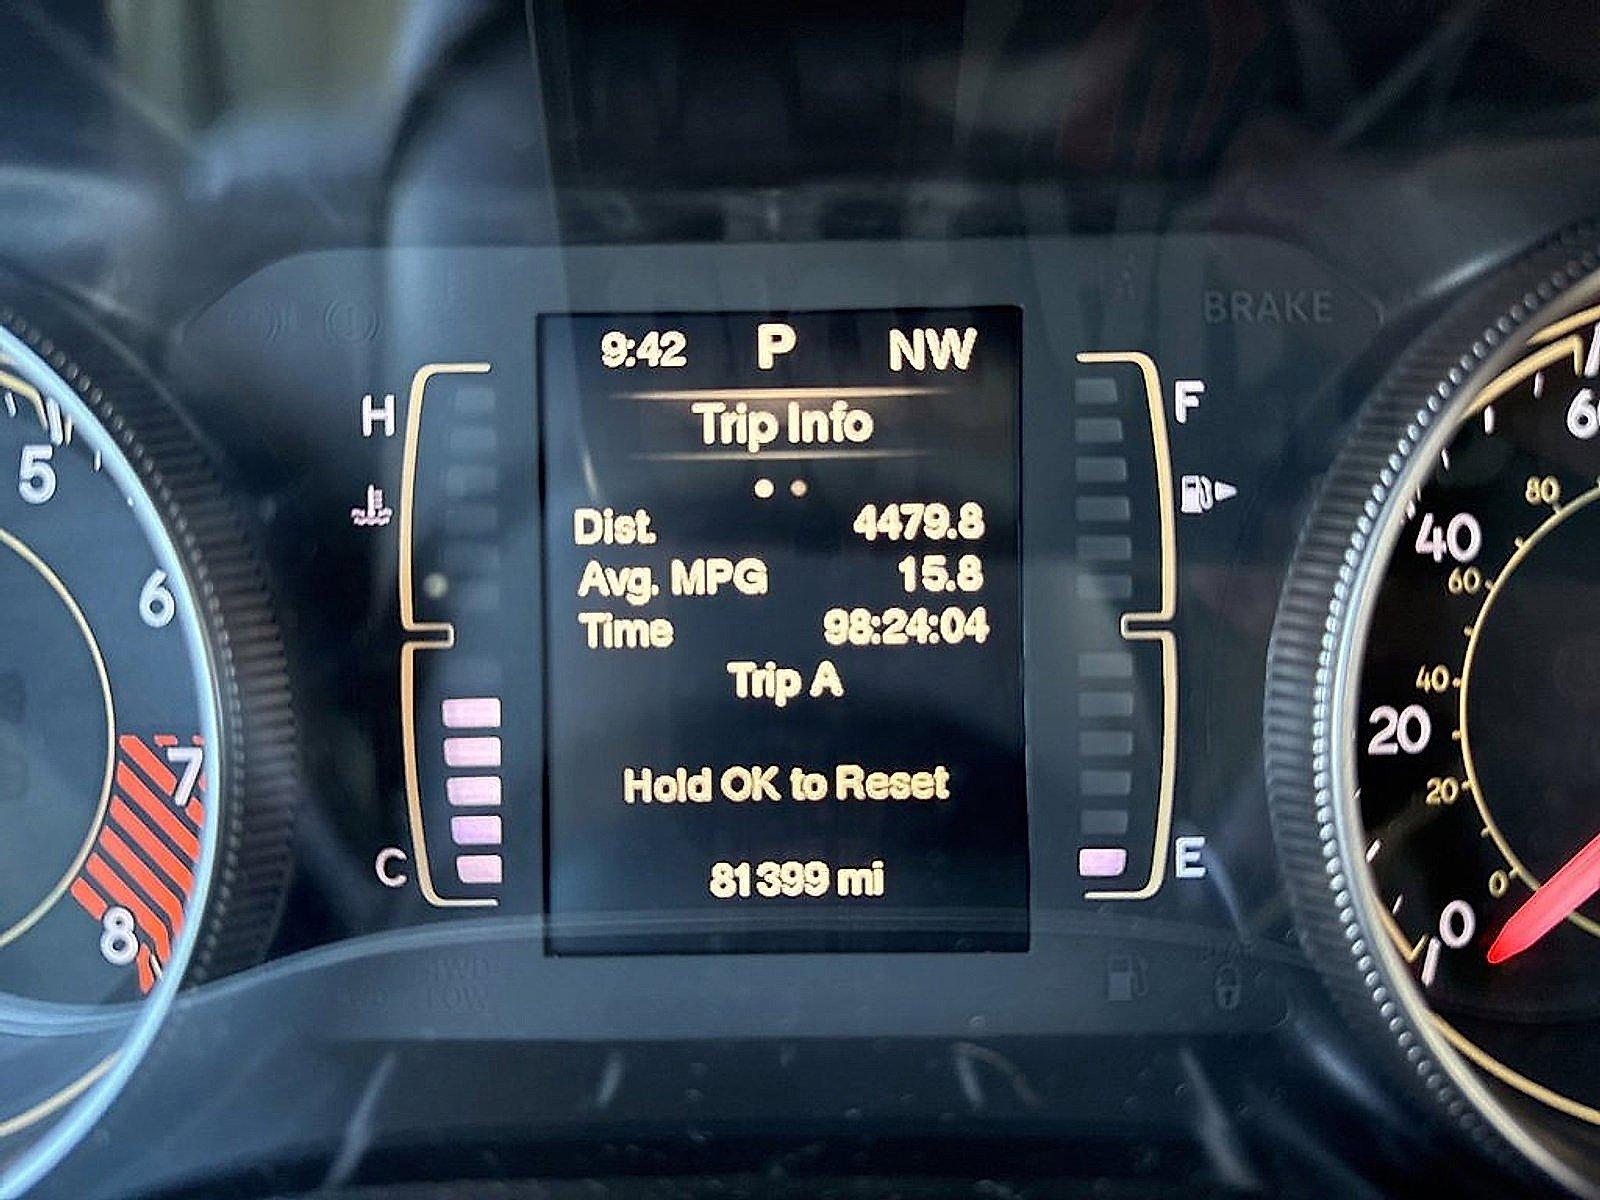 9:42 P NW
BRAKE
Trip Info
H
F
Dist. 4479.8
Avg. MPG 15.8
Time 98:24:04
Trip A
Hold OK to Reset
C
E
81399 mi
5
6
7
8
80
40
60
40
20
20
0
0
LOW